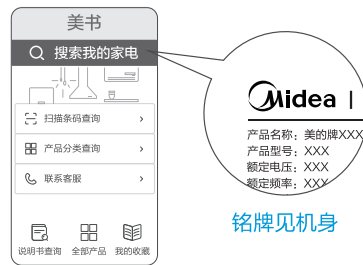 美书
搜索我的家电
扫描条码查询
产品分类查询
联系客服
说明书查询
全部产品
我的收藏
Midea
产品名称：美的牌XXX
产品型号：XXX
额定电压：XXX
额定频率：XXX
铭牌见机身